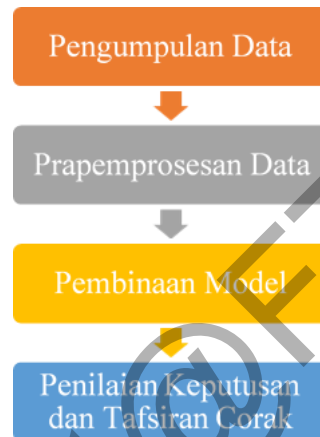 Pengumpulan Data
Prapemprosesan Data
Pembinaan Model
Penilaian Keputusan
dan Tafsiran Corak